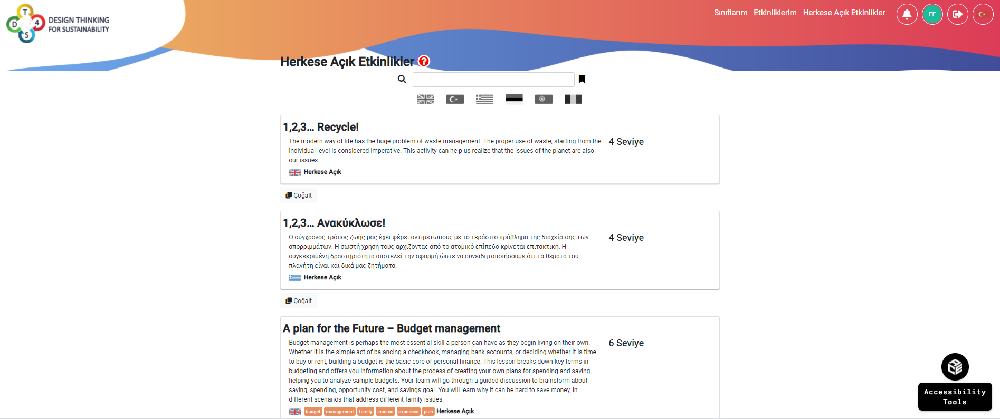 T
D 4
S
DESIGN THINKING
FOR SUSTAINABILITY
Sınıflarım Etkinliklerim Herkese Açık Etkinlikler
FE
Herkese Açık Etkinlikler ?
1,2,3... Recycle!
The modern way of life has the huge problem of waste management. The proper use of waste, starting from the
individual level is considered imperative. This activity can help us realize that the issues of the planet are also
our issues.
4 Seviye
Herkese Açık
Çoğalt
1,2,3... Ανακύκλωσε!
Ο σύγχρονος τρόπος ζωής μας έχει φέρει αντιμέτωπους με το τεράστιο πρόβλημα της διαχείρισης των
απορριμμάτων. Η σωστή χρήση τους αρχίζοντας από το ατομικό επίπεδο κρίνεται επιτακτική. Η
συγκεκριμένη δραστηριότητα αποτελεί την αφορμή ώστε να συνειδητοποιήσουμε ότι τα θέματα του
πλανήτη είναι και δικά μας ζητήματα.
4 Seviye
Herkese Açık
Çoğalt
A plan for the Future – Budget management
Budget management is perhaps the most essential skill a person can have as they begin living on their own.
Whether it is the simple act of balancing a checkbook, managing bank accounts, or deciding whether it is time
to buy or rent, building a budget is the basic core of personal finance. This lesson breaks down key terms in
budgeting and offers you information about the process of creating your own plans for spending and saving,
helping you to analyze sample budgets. Your team will go through a guided discussion to brainstorm about
saving, spending, opportunity cost, and savings goal. You will learn why it can be hard to save money, in
different scenarios that address different family issues.
6 Seviye
budget management family income expenses plan Herkese Açık
Accessibility
Tools